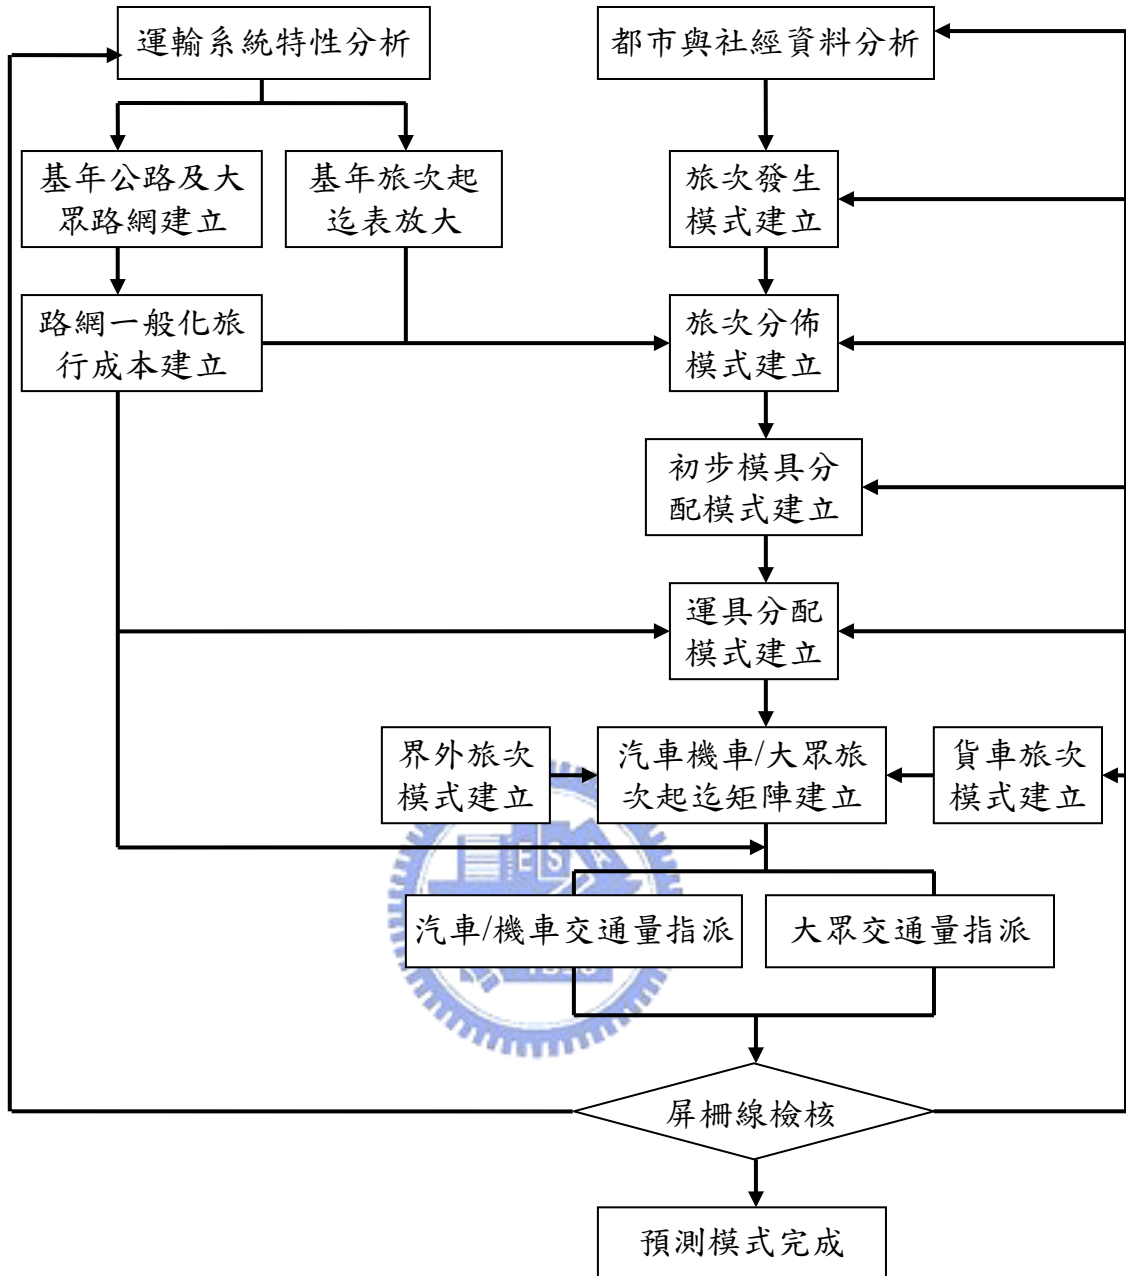 運輸系統特性分析
都市與社經資料分析
基年公路及大
眾路網建立
基年旅次起
迄表放大
旅次發生
模式建立
路網一般化旅
行成本建立
旅次分佈
模式建立
初步模具分
配模式建立
運具分配
模式建立
界外旅次
模式建立
汽車機車/大眾旅
次起迄矩陣建立
貨車旅次
模式建立
E S A
汽車/機車交通量指派
大眾交通量指派
屏柵線檢核
預測模式完成